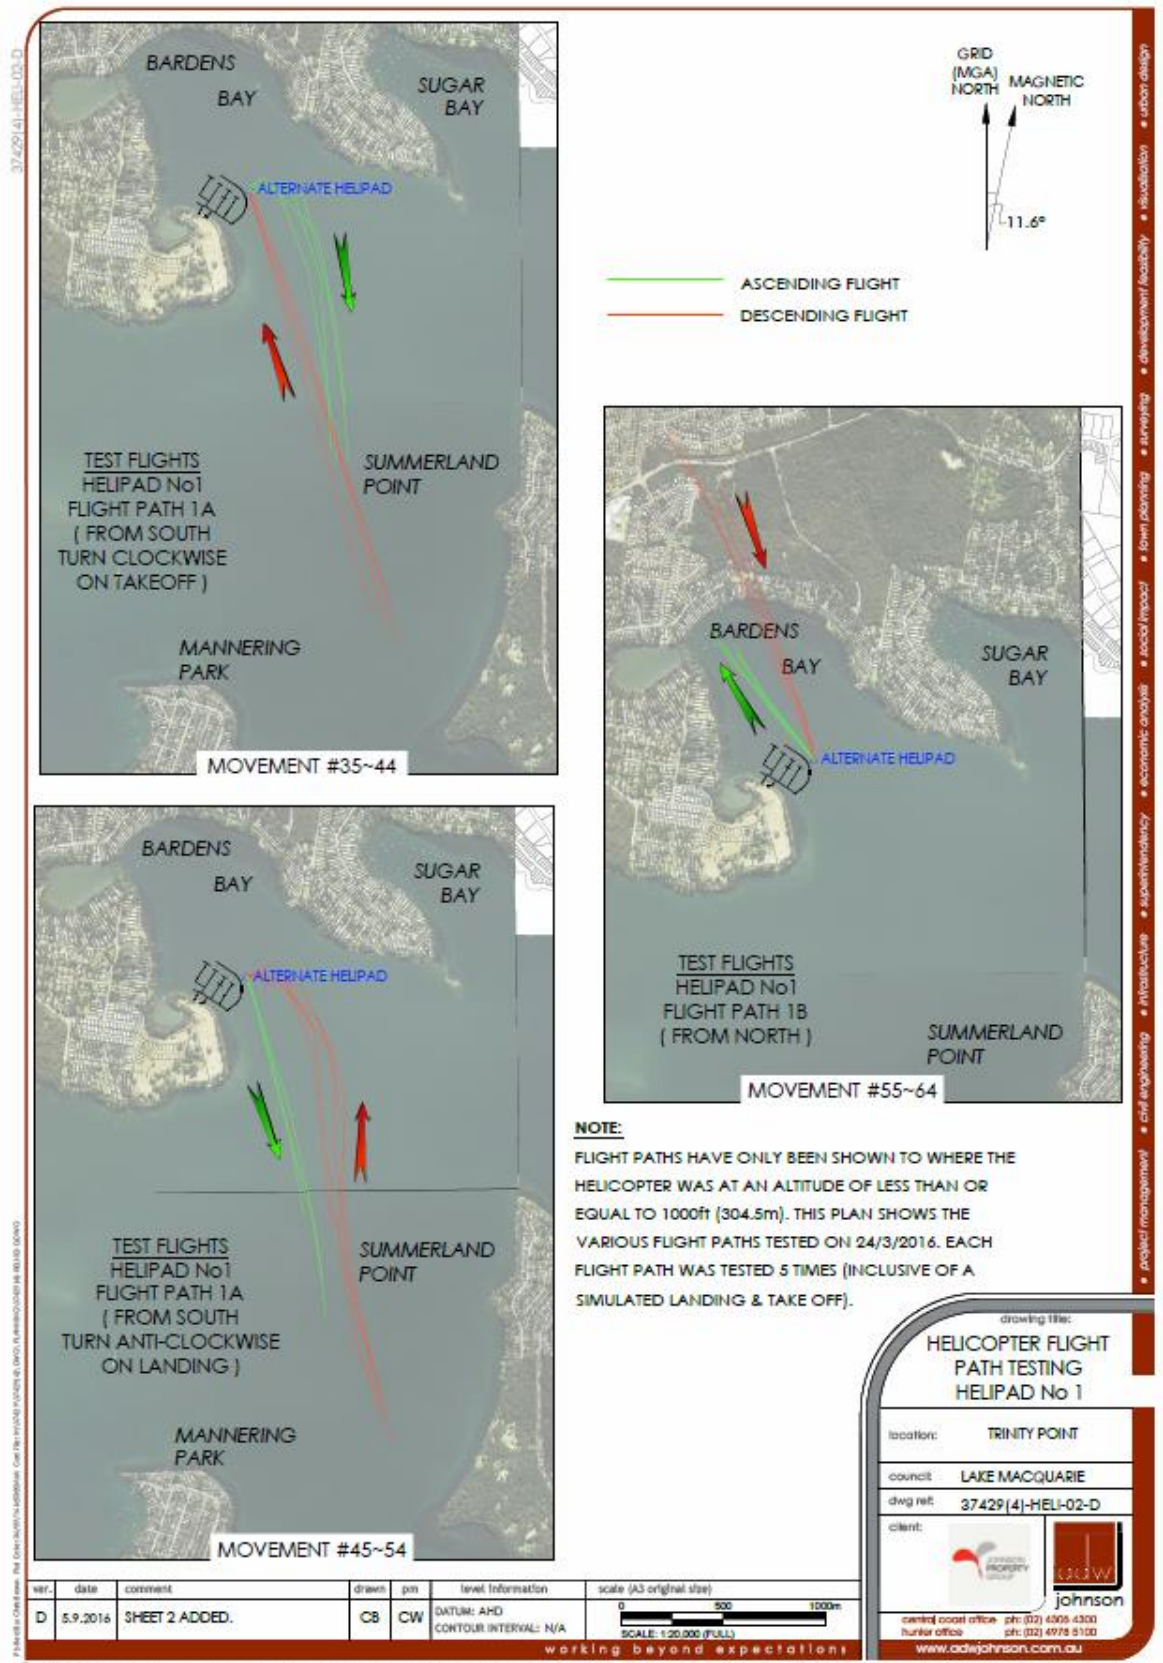 37429(4)-HELI-02-D
BARDENS
BAY
SUGAR
BAY
ALTERNATE HELIPAD
TEST FLIGHTS
HELIPAD No1
FLIGHT PATH 1A
( FROM SOUTH
TURN CLOCKWISE
ON TAKEOFF )
SUMMERLAND
POINT
MANNERING
PARK
MOVEMENT #35~44
GRID
(MGA)
NORTH
MAGNETIC
NORTH
11.6°
ASCENDING FLIGHT
DESCENDING FLIGHT
BARDENS
BAY
SUGAR
BAY
ALTERNATE HELIPAD
TEST FLIGHTS
HELIPAD No1
FLIGHT PATH 1B
( FROM NORTH )
SUMMERLAND
POINT
MOVEMENT #55~64
BARDENS
BAY
SUGAR
BAY
ALTERNATE HELIPAD
TEST FLIGHTS
HELIPAD No1
FLIGHT PATH 1A
( FROM SOUTH
TURN ANTI-CLOCKWISE
ON LANDING )
SUMMERLAND
POINT
MANNERING
PARK
MOVEMENT #45~54
NOTE:
FLIGHT PATHS HAVE ONLY BEEN SHOWN TO WHERE THE
HELICOPTER WAS AT AN ALTITUDE OF LESS THAN OR
EQUAL TO 1000ft (304.5m). THIS PLAN SHOWS THE
VARIOUS FLIGHT PATHS TESTED ON 24/3/2016. EACH
FLIGHT PATH WAS TESTED 5 TIMES (INCLUSIVE OF A
SIMULATED LANDING & TAKE OFF).
drawing title:
HELICOPTER FLIGHT
PATH TESTING
HELIPAD No 1
location: TRINITY POINT
council: LAKE MACQUARIE
dwg ref: 37429(4)-HELI-02-D
client:
JOHNSON
PROPERTY
GROUP
adw
johnson
central coast office ph: (02) 4305 4300
hunter office ph: (02) 4978 5100
www.adwjohnson.com.au
ver. date comment drawn pm level information scale (A3 original size)
D 5.9.2016 SHEET 2 ADDED. CB CW
DATUM: AHD
CONTOUR INTERVAL: N/A
0 500 1000m
SCALE: 1:20,000 (FULL)
working beyond expectations
• project management • civil engineering • infrastructure • superintendency • economic analysis • social impact • town planning • surveying • development feasibility • visualisation • urban design